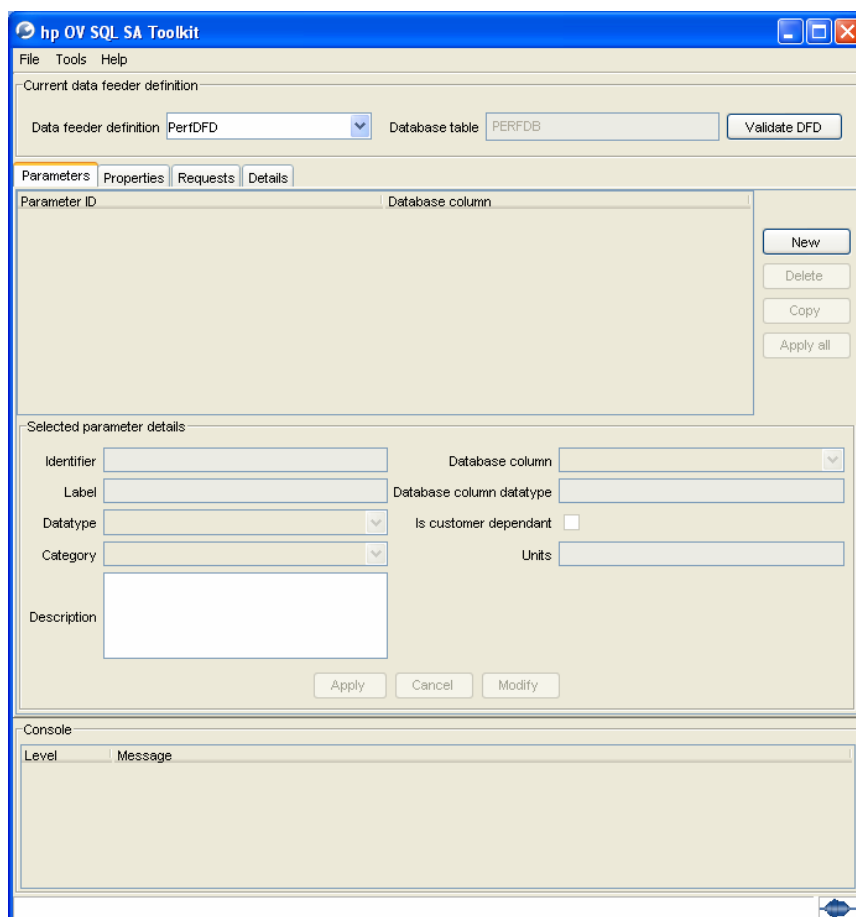 hp OV SQL SA Toolkit
File Tools Help
Current data feeder definition
Data feeder definition PerfDFD Database table PERFDB Validate DFD
Parameters Properties Requests Details
Parameter ID Database column
New
Delete
Copy
Apply all
Selected parameter details
Identifier Database column
Label Database column datatype
Datatype Is customer dependant
Category Units
Description
Apply Cancel Modify
Console
Level Message